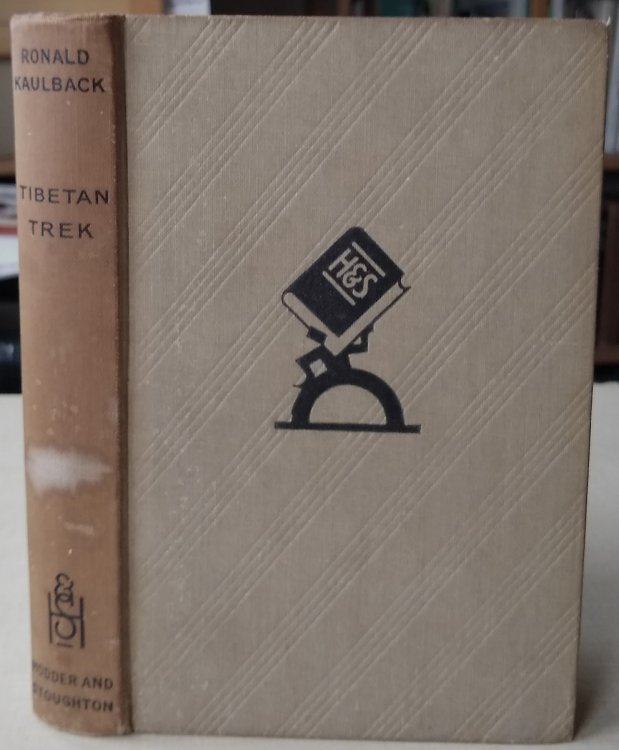 RONALD
KAULBACK
TIBETAN
TREK
HODDER AND
STOUGHTON
H&S